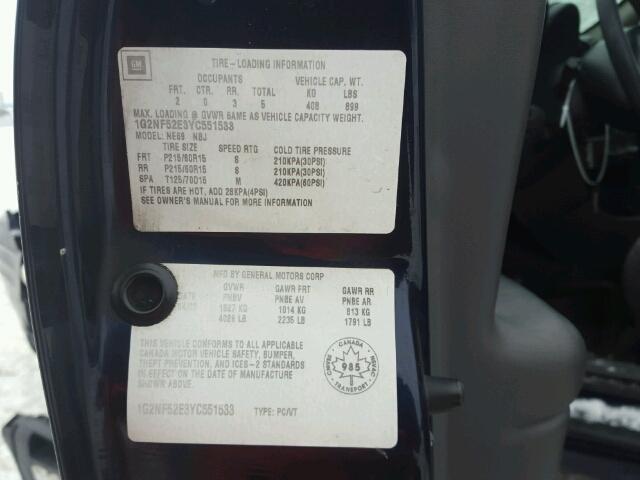 GM
TIRE-LOADING INFORMATION
OCCUPANTS VEHICLE CAP. WT.
FRT. CTR. RR. TOTAL KG LBS
2 0 3 5 408 899
MAX. LOADING @ GVWR SAME AS VEHICLE CAPACITY WEIGHT.
1G2NF52E3YC551533
MODEL: NE69 NBJ
TIRE SIZE SPEED RTG COLD TIRE PRESSURE
FRT P215/60R15 S 210KPA(30PSI)
RR P215/60R15 S 210KPA(30PSI)
SPA T125/70D15 M 420KPA(60PSI)
IF TIRES ARE HOT, ADD 28KPA(4PSI)
SEE OWNER'S MANUAL FOR MORE INFORMATION
MFD BY GENERAL MOTORS CORP
GVWR GAWR FRT GAWR RR
PNBV PNBE AV PNBE AR
1827 KG 1014 KG 813 KG
4028 LB 2235 LB 1791 LB
THIS VEHICLE CONFORMS TO ALL APPLICABLE
CANADA MOTOR VEHICLE SAFETY, BUMPER,
THEFT PREVENTION, AND ICES-2 STANDARDS
IN EFFECT ON THE DATE OF MANUFACTURE
SHOWN ABOVE.
CANADA
985
TRANSPORT
1G2NF52E3YC551533 TYPE: PC/VT